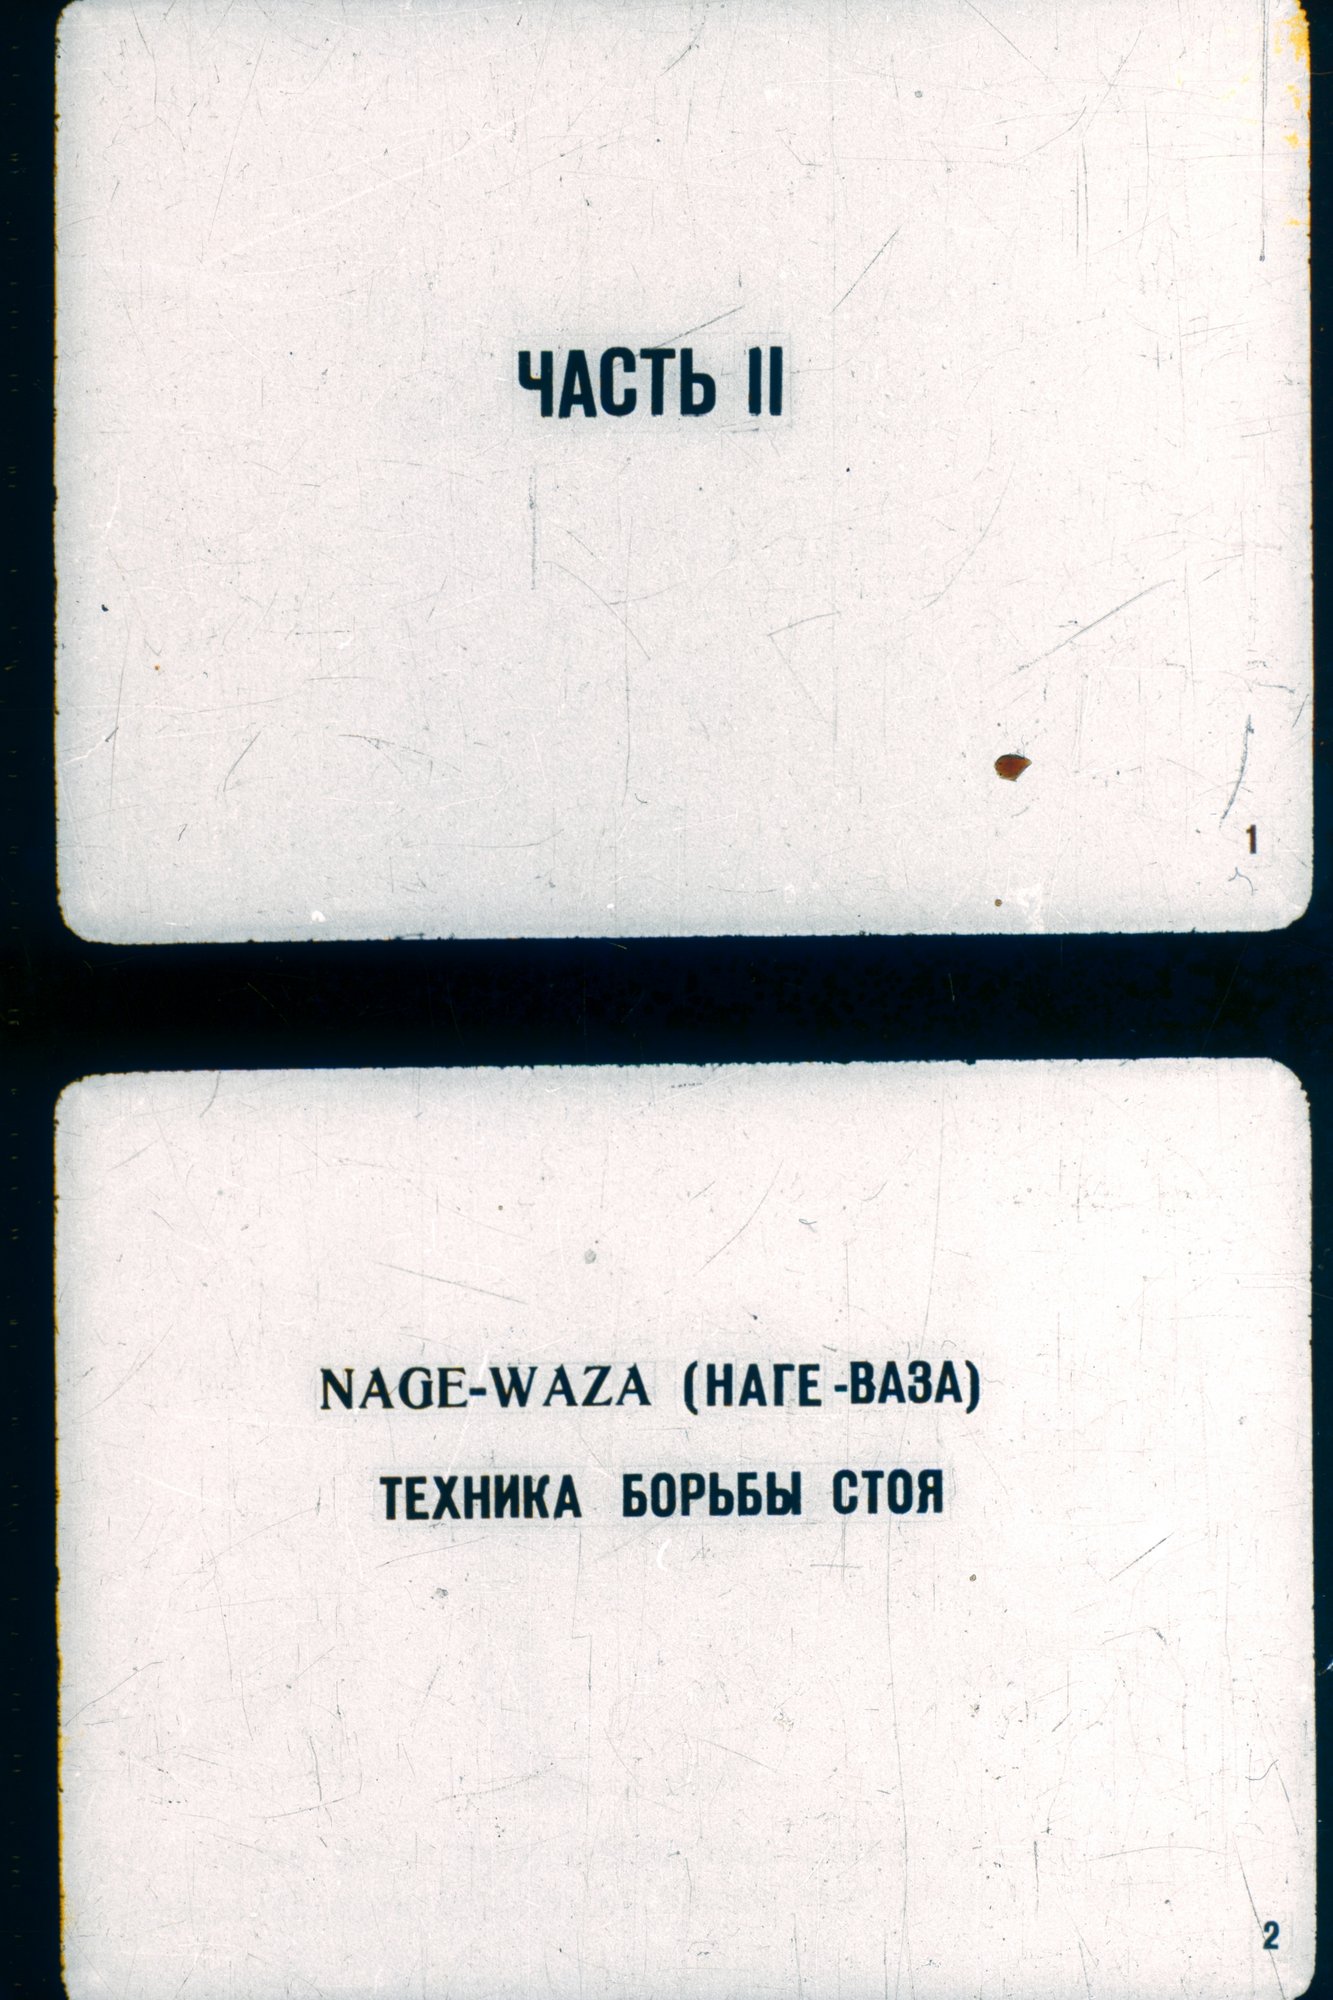 ЧАСТЬ II
1
NAGE-WAZA (НАГЕ-ВАЗА)
ТЕХНИКА БОРЬБЫ СТОЯ
2